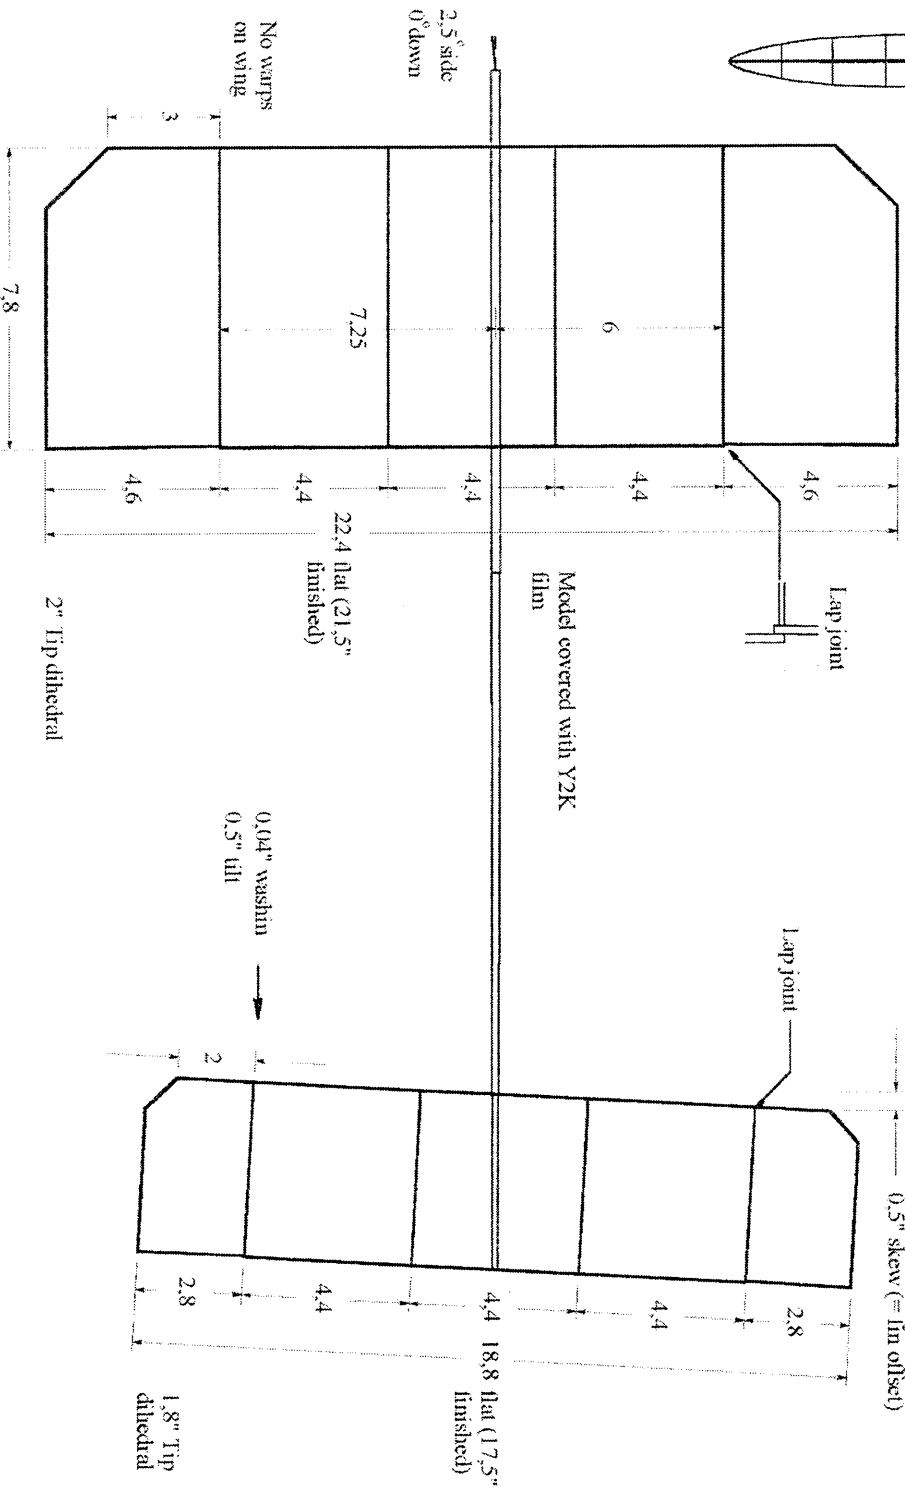 2,5° side
0° down
No warps
on wing
3
7,8
7,25
6
4,6
4,4
4,4
4,4
4,6
22,4 flat (21,5"
finished)
2" Tip dihedral
Lap joint
Model covered with Y2K
film
0,04" washin
0,5" tilt
Lap joint
2
0,5" skew (= fin offset)
2,8
4,4
4,4
4,4
2,8
18,8 flat (17,5"
finished)
1,8" Tip
dihedral